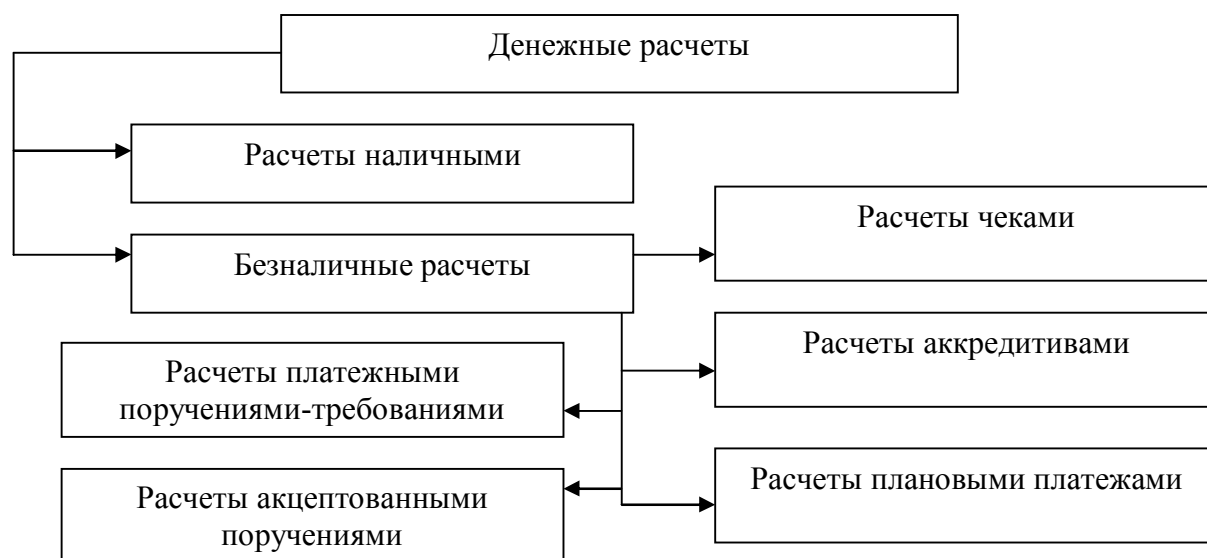 Денежные расчеты
Расчеты наличными
Расчеты чеками
Безналичные расчеты
Расчеты аккредитивами
Расчеты платежными
поручениями-требованиями
Расчеты плановыми платежами
Расчеты акцептованными
поручениями